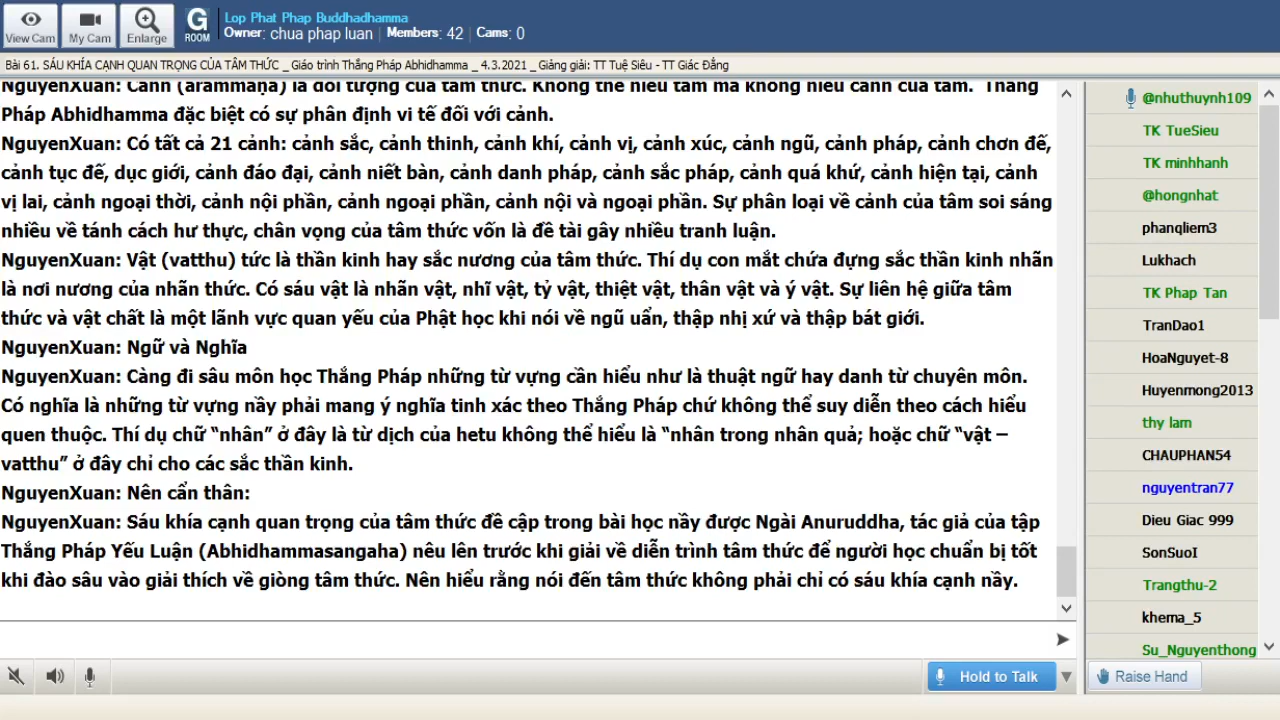 View Cam
My Cam
Enlarge
G
ROOM
Lop Phat Phap Buddhadhamma
Owner: chua phap luan | Members: 42 | Cams: 0
Bài 61. SÁU KHÍA CẠNH QUAN TRỌNG CỦA TÂM THỨC _ Giáo trình Thắng Pháp Abhidhamma _ 4.3.2021 _ Giảng giải: TT Tuệ Siêu - TT Giác Đẳng
NguyenXuan: Cảnh (ārammaṇa) là đối tượng của tâm thức. Không thể hiểu tâm mà không hiểu cảnh của tâm. Thắng
Pháp Abhidhamma đặc biệt có sự phân định vi tế đối với cảnh.
NguyenXuan: Có tất cả 21 cảnh: cảnh sắc, cảnh thinh, cảnh khí, cảnh vị, cảnh xúc, cảnh ngũ, cảnh pháp, cảnh chơn đế,
cảnh tục đế, dục giới, cảnh đáo đại, cảnh niết bàn, cảnh danh pháp, cảnh sắc pháp, cảnh quá khứ, cảnh hiện tại, cảnh
vị lai, cảnh ngoại thời, cảnh nội phần, cảnh ngoại phần, cảnh nội và ngoại phần. Sự phân loại về cảnh của tâm soi sáng
nhiều về tánh cách hư thực, chân vọng của tâm thức vốn là đề tài gây nhiều tranh luận.
NguyenXuan: Vật (vatthu) tức là thần kinh hay sắc nương của tâm thức. Thí dụ con mắt chứa đựng sắc thần kinh nhãn
là nơi nương của nhãn thức. Có sáu vật là nhãn vật, nhĩ vật, tỷ vật, thiệt vật, thân vật và ý vật. Sự liên hệ giữa tâm
thức và vật chất là một lãnh vực quan yếu của Phật học khi nói về ngũ uẩn, thập nhị xứ và thập bát giới.
NguyenXuan: Ngữ và Nghĩa
NguyenXuan: Càng đi sâu môn học Thắng Pháp những từ vựng cần hiểu như là thuật ngữ hay danh từ chuyên môn.
Có nghĩa là những từ vựng nầy phải mang ý nghĩa tinh xác theo Thắng Pháp chứ không thể suy diễn theo cách hiểu
quen thuộc. Thí dụ chữ “nhân” ở đây là từ dịch của hetu không thể hiểu là “nhân trong nhân quả; hoặc chữ “vật –
vatthu” ở đây chỉ cho các sắc thần kinh.
NguyenXuan: Nên cẩn thân:
NguyenXuan: Sáu khía cạnh quan trọng của tâm thức đề cập trong bài học nầy được Ngài Anuruddha, tác giả của tập
Thắng Pháp Yếu Luận (Abhidhammasangaha) nêu lên trước khi giải về diễn trình tâm thức để người học chuẩn bị tốt
khi đào sâu vào giải thích về giòng tâm thức. Nên hiểu rằng nói đến tâm thức không phải chỉ có sáu khía cạnh nầy.
@nhuthuynh109
TK TueSieu
TK minhhanh
@hongnhat
phanqliem3
Lukhach
TK Phap Tan
TranDao1
HoaNguyet-8
Huyenmong2013
thy lam
CHAUPHAN54
nguyentran77
Dieu Giac 999
SonSuoI
Trangthu-2
khema_5
Su_Nguyenthong
Hold to Talk
Raise Hand